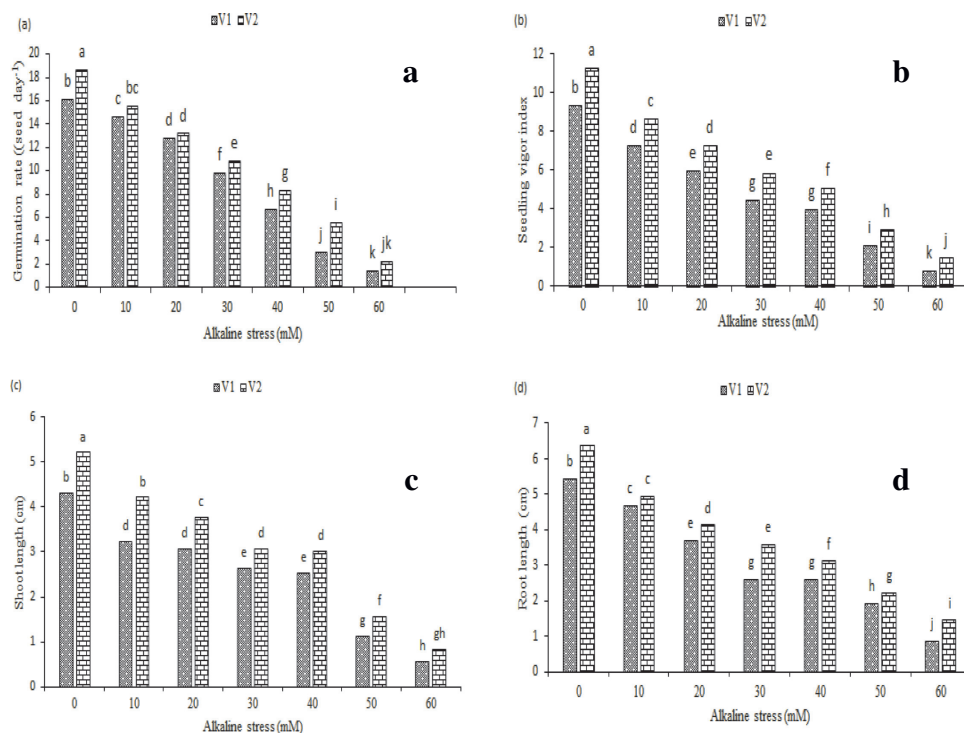 (a)
V1 V2
a
Germination rate ((seed day-1)
20
18
16
14
12
10
8
6
4
2
0
b a
c bc
d d
f e
h g
j i
k jk
0 10 20 30 40 50 60
Alkaline stress (mM)
(b)
V1 V2
b
Seedling vigor index
12
10
8
6
4
2
0
b a
d c
e d
g e
g f
i h
k j
0 10 20 30 40 50 60
Alkaline stress (mM)
(c)
V1 V2
c
Shoot length (cm)
6
5
4
3
2
1
0
b a
d b
d c
e d
e d
g f
h gh
0 10 20 30 40 50 60
Alkaline stress (mM)
(d)
V1 V2
d
Root length (cm)
7
6
5
4
3
2
1
0
b a
c c
e d
g e
g f
h g
j i
0 10 20 30 40 50 60
Alkaline stress (mM)